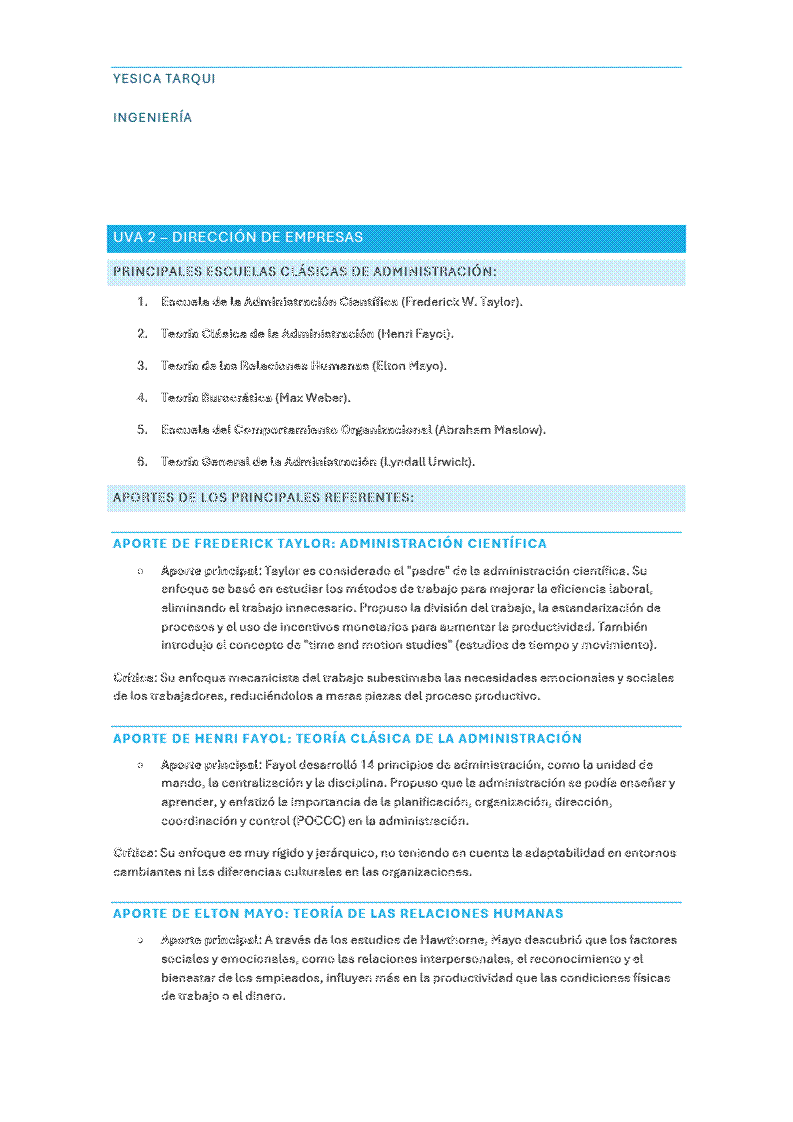 YESICA TARQUI
INGENIERÍA
UVA 2 – DIRECCIÓN DE EMPRESAS
PRINCIPALES ESCUELAS CLÁSICAS DE ADMINISTRACIÓN:
1. Escuela de la Administración Científica (Frederick W. Taylor).
2. Teoría Clásica de la Administración (Henri Fayol).
3. Teoría de las Relaciones Humanas (Elton Mayo).
4. Teoría Burocrática (Max Weber).
5. Escuela del Comportamiento Organizacional (Abraham Maslow).
6. Teoría General de la Administración (Lyndall Urwick).
APORTES DE LOS PRINCIPALES REFERENTES:
APORTE DE FREDERICK TAYLOR: ADMINISTRACIÓN CIENTÍFICA
○ Aporte principal: Taylor es considerado el "padre" de la administración científica. Su
enfoque se basó en estudiar los métodos de trabajo para mejorar la eficiencia laboral,
eliminando el trabajo innecesario. Propuso la división del trabajo, la estandarización de
procesos y el uso de incentivos monetarios para aumentar la productividad. También
introdujo el concepto de "time and motion studies" (estudios de tiempo y movimiento).
Crítica: Su enfoque mecanicista del trabajo subestimaba las necesidades emocionales y sociales
de los trabajadores, reduciéndolos a meras piezas del proceso productivo.
APORTE DE HENRI FAYOL: TEORÍA CLÁSICA DE LA ADMINISTRACIÓN
○ Aporte principal: Fayol desarrolló 14 principios de administración, como la unidad de
mando, la centralización y la disciplina. Propuso que la administración se podía enseñar y
aprender, y enfatizó la importancia de la planificación, organización, dirección,
coordinación y control (POCCC) en la administración.
Crítica: Su enfoque es muy rígido y jerárquico, no teniendo en cuenta la adaptabilidad en entornos
cambiantes ni las diferencias culturales en las organizaciones.
APORTE DE ELTON MAYO: TEORÍA DE LAS RELACIONES HUMANAS
○ Aporte principal: A través de los estudios de Hawthorne, Mayo descubrió que los factores
sociales y emocionales, como las relaciones interpersonales, el reconocimiento y el
bienestar de los empleados, influyen más en la productividad que las condiciones físicas
de trabajo o el dinero.